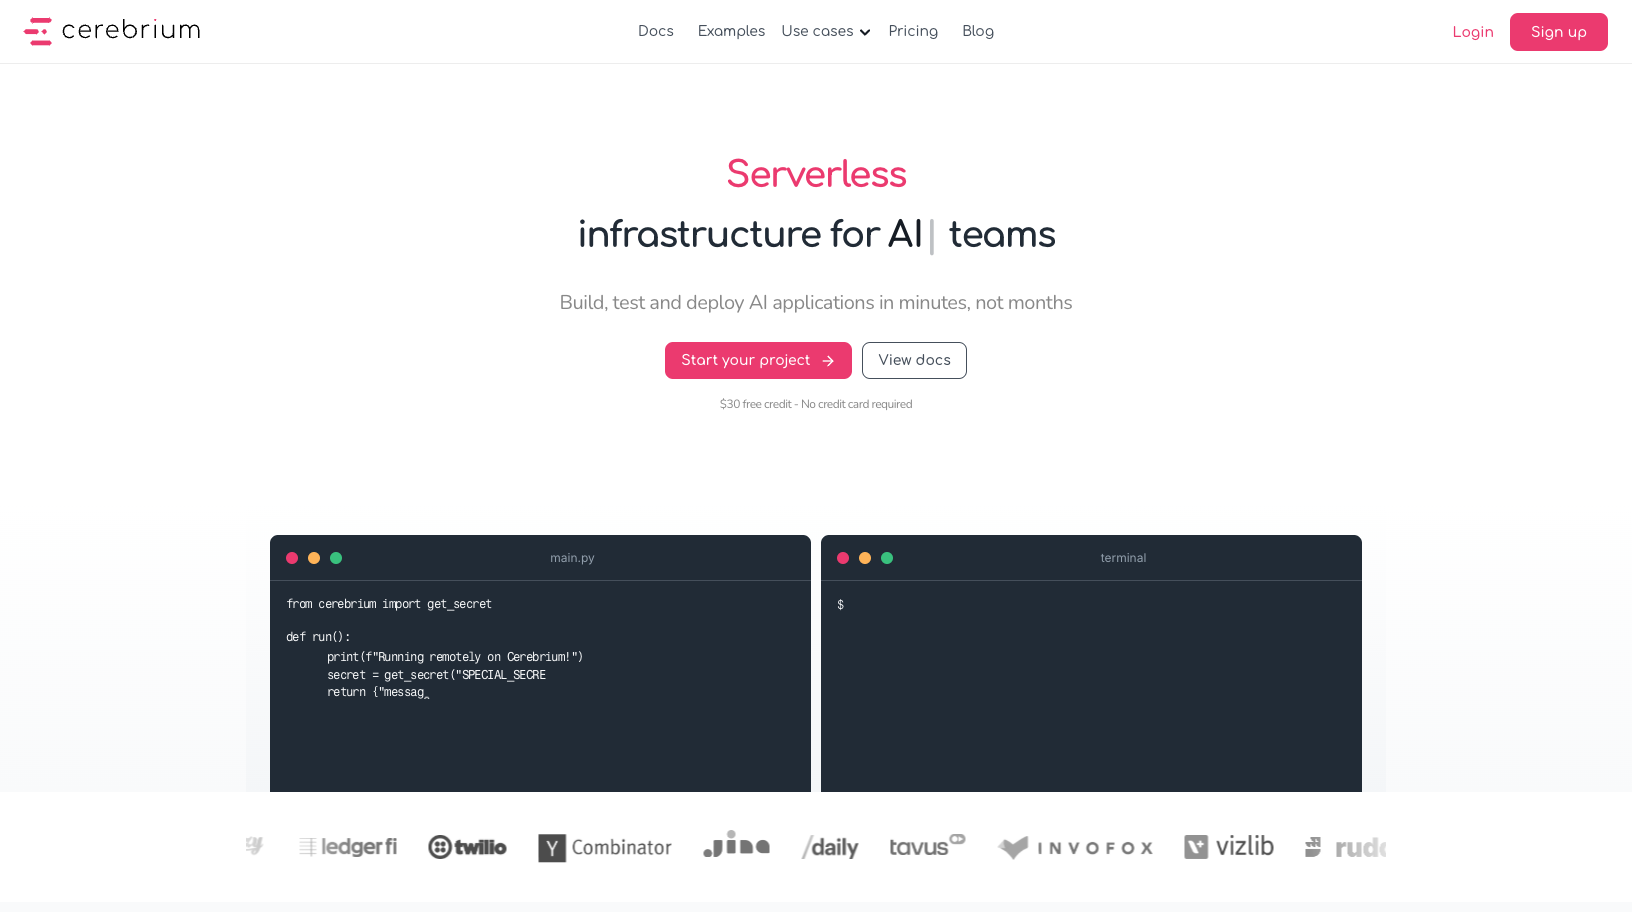 cerebrium
Docs Examples Use cases Pricing Blog
Login Sign up
Serverless
infrastructure for AI| teams
Build, test and deploy AI applications in minutes, not months
Start your project → View docs
$30 free credit - No credit card required
main.py
from cerebrium import get_secret
def run():
print(f"Running remotely on Cerebrium!")
secret = get_secret("SPECIAL_SECRE
return {"messag
terminal
$
ledgerfi twilio Y Combinator jina /daily tavus INVOFOX vizlib